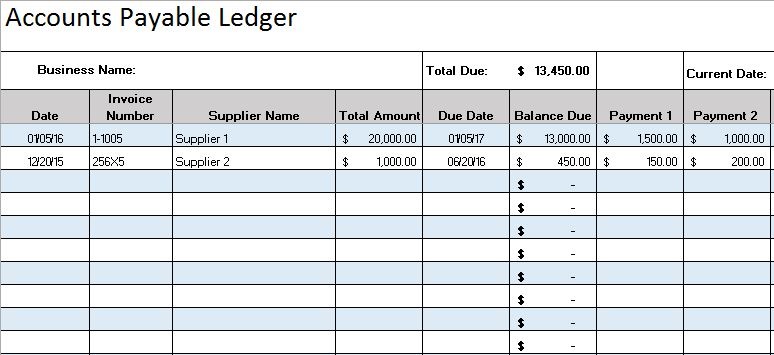 Accounts Payable Ledger
Business Name: Total Due: $ 13,450.00 Current Date:
Date Invoice Number Supplier Name Total Amount Due Date Balance Due Payment 1 Payment 2
01/05/16 1-1005 Supplier 1 $ 20,000.00 01/05/17 $ 13,000.00 $ 1,500.00 $ 1,000.00
12/20/15 256X5 Supplier 2 $ 1,000.00 06/20/16 $ 450.00 $ 150.00 $ 200.00
$ -
$ -
$ -
$ -
$ -
$ -
$ -
$ -